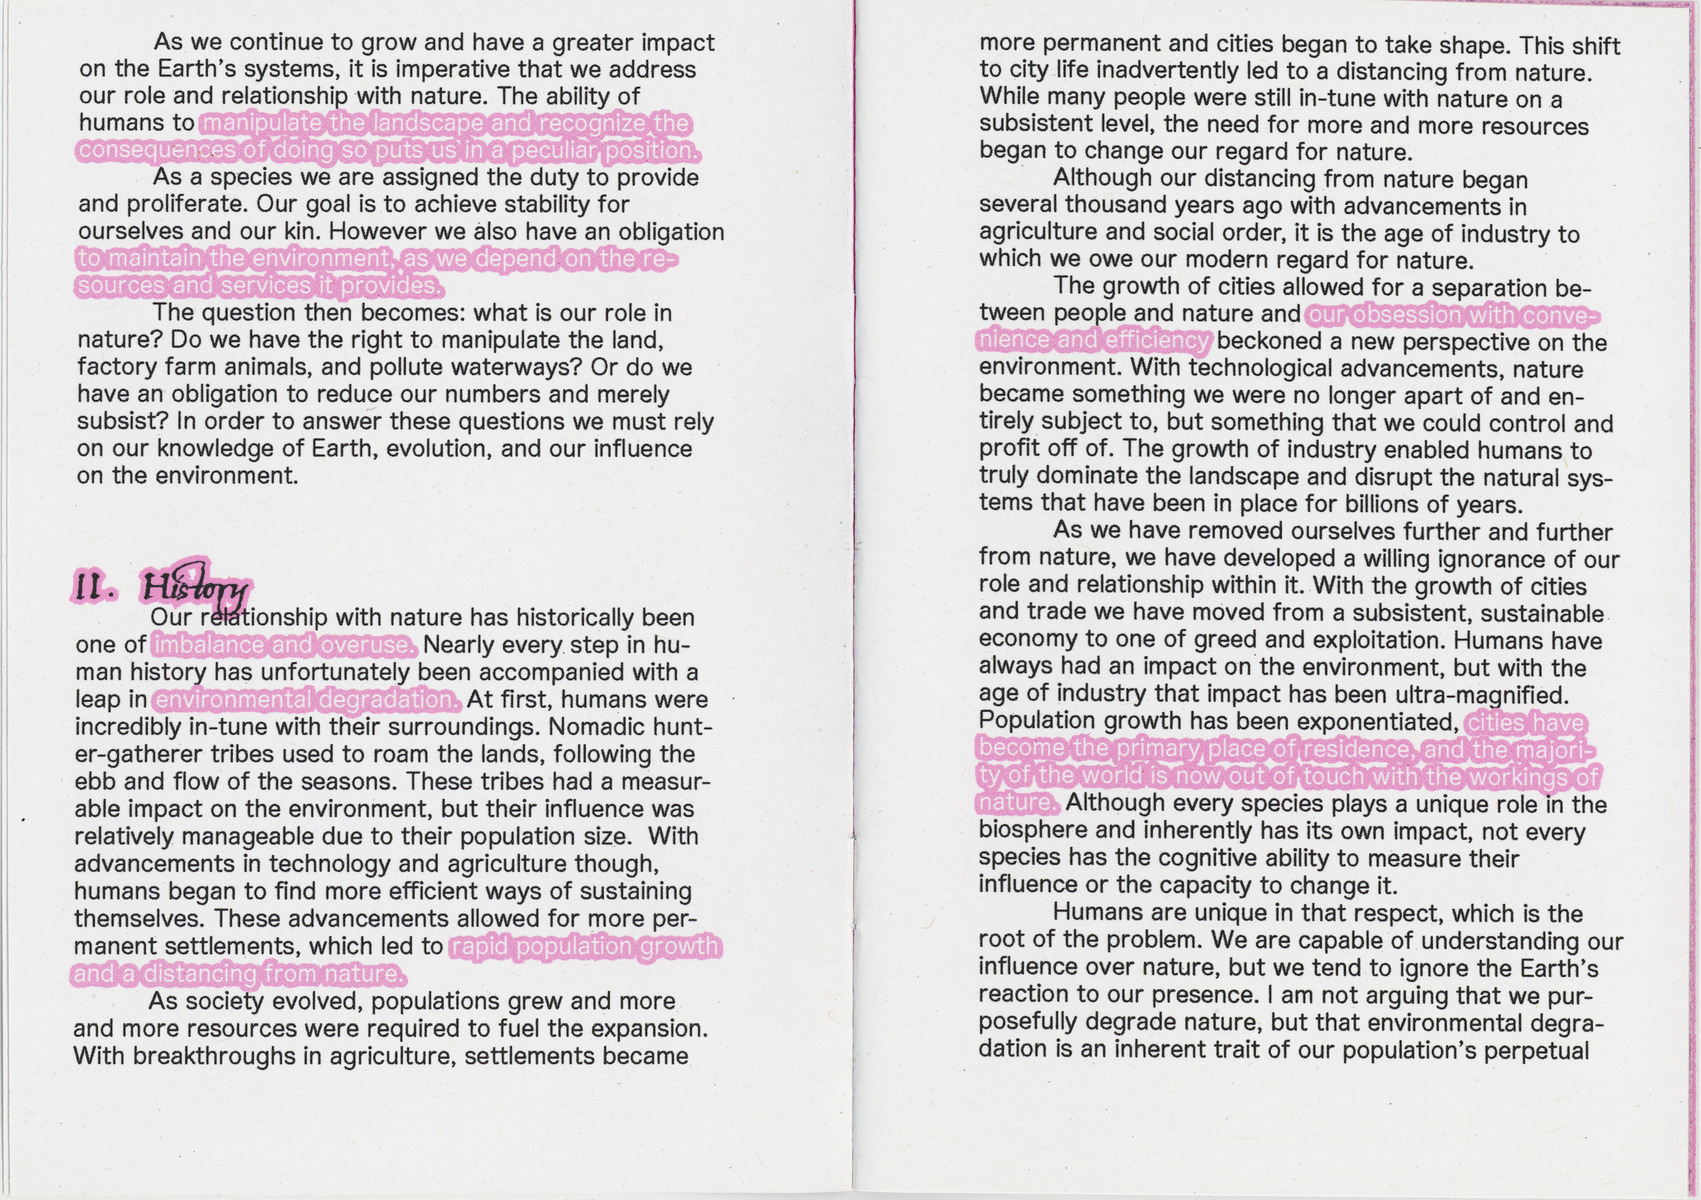 As we continue to grow and have a greater impact
on the Earth's systems, it is imperative that we address
our role and relationship with nature. The ability of
humans to manipulate the landscape and recognize the
consequences of doing so puts us in a peculiar position.
As a species we are assigned the duty to provide
and proliferate. Our goal is to achieve stability for
ourselves and our kin. However we also have an obligation
to maintain the environment, as we depend on the re-
sources and services it provides.
The question then becomes: what is our role in
nature? Do we have the right to manipulate the land,
factory farm animals, and pollute waterways? Or do we
have an obligation to reduce our numbers and merely
subsist? In order to answer these questions we must rely
on our knowledge of Earth, evolution, and our influence
on the environment.
II. History
Our relationship with nature has historically been
one of imbalance and overuse. Nearly every step in hu-
man history has unfortunately been accompanied with a
leap in environmental degradation. At first, humans were
incredibly in-tune with their surroundings. Nomadic hunt-
er-gatherer tribes used to roam the lands, following the
ebb and flow of the seasons. These tribes had a measur-
able impact on the environment, but their influence was
relatively manageable due to their population size.  With
advancements in technology and agriculture though,
humans began to find more efficient ways of sustaining
themselves. These advancements allowed for more per-
manent settlements, which led to rapid population growth
and a distancing from nature.
As society evolved, populations grew and more
and more resources were required to fuel the expansion.
With breakthroughs in agriculture, settlements became
more permanent and cities began to take shape. This shift
to city life inadvertently led to a distancing from nature.
While many people were still in-tune with nature on a
subsistent level, the need for more and more resources
began to change our regard for nature.
Although our distancing from nature began
several thousand years ago with advancements in
agriculture and social order, it is the age of industry to
which we owe our modern regard for nature.
The growth of cities allowed for a separation be-
tween people and nature and our obsession with conve-
nience and efficiency beckoned a new perspective on the
environment. With technological advancements, nature
became something we were no longer apart of and en-
tirely subject to, but something that we could control and
profit off of. The growth of industry enabled humans to
truly dominate the landscape and disrupt the natural sys-
tems that have been in place for billions of years.
As we have removed ourselves further and further
from nature, we have developed a willing ignorance of our
role and relationship within it. With the growth of cities
and trade we have moved from a subsistent, sustainable
economy to one of greed and exploitation. Humans have
always had an impact on the environment, but with the
age of industry that impact has been ultra-magnified.
Population growth has been exponentiated, cities have
become the primary place of residence, and the majori-
ty of the world is now out of touch with the workings of
nature. Although every species plays a unique role in the
biosphere and inherently has its own impact, not every
species has the cognitive ability to measure their
influence or the capacity to change it.
Humans are unique in that respect, which is the
root of the problem. We are capable of understanding our
influence over nature, but we tend to ignore the Earth's
reaction to our presence. I am not arguing that we pur-
posefully degrade nature, but that environmental degra-
dation is an inherent trait of our population's perpetual